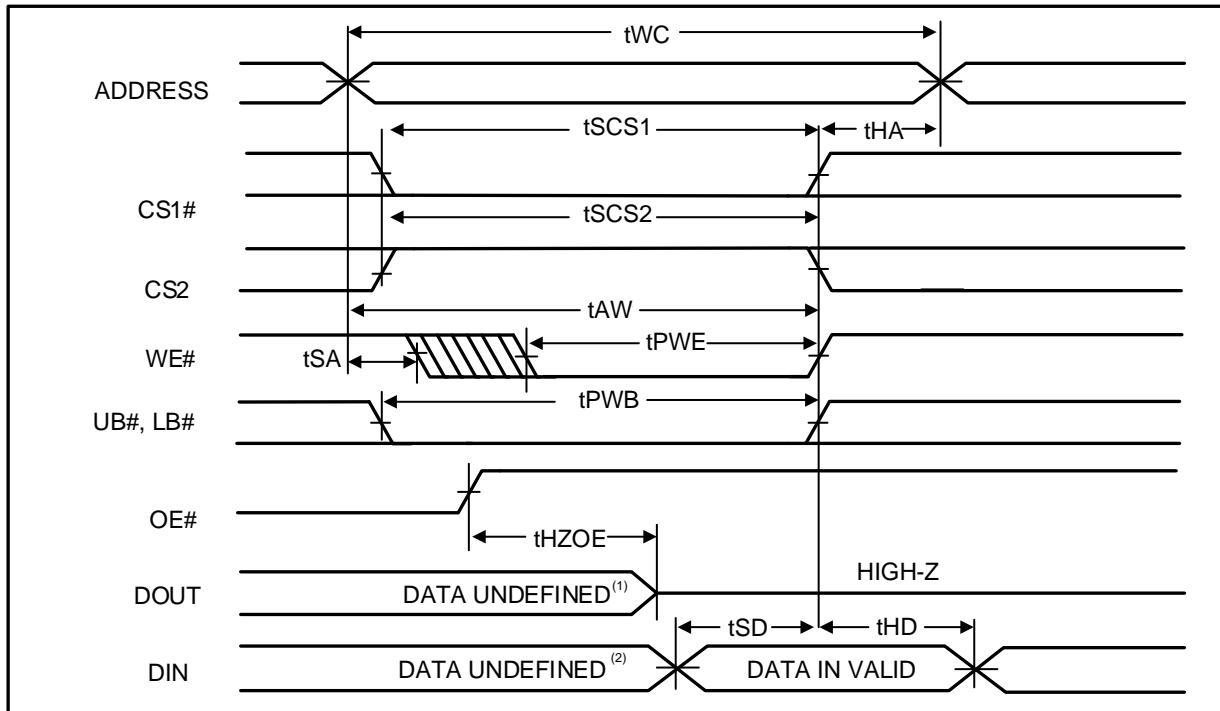 tWC
ADDRESS
tSCS1
tHA
CS1#
tSCS2
CS2
tAW
WE#
tSA
tPWE
UB#, LB#
tPWB
OE#
tHZOE
DOUT
DATA UNDEFINED(1)
HIGH-Z
tSD
tHD
DIN
DATA UNDEFINED (2)
DATA IN VALID